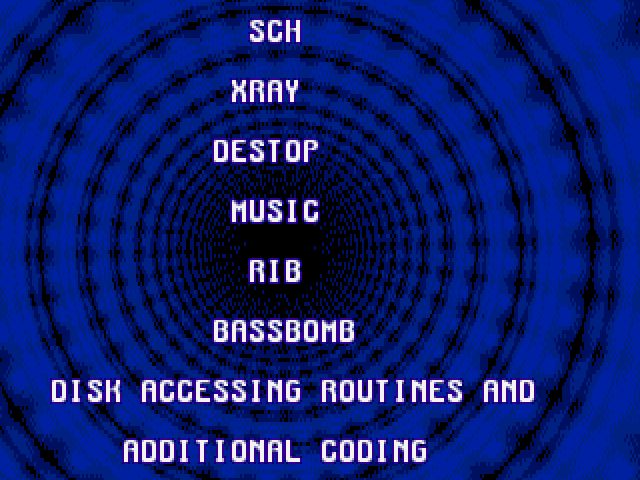 SCH
XRAY
DESTOP
MUSIC
RIB
BASSBOMB
DISK ACCESSING ROUTINES AND
ADDITIONAL CODING